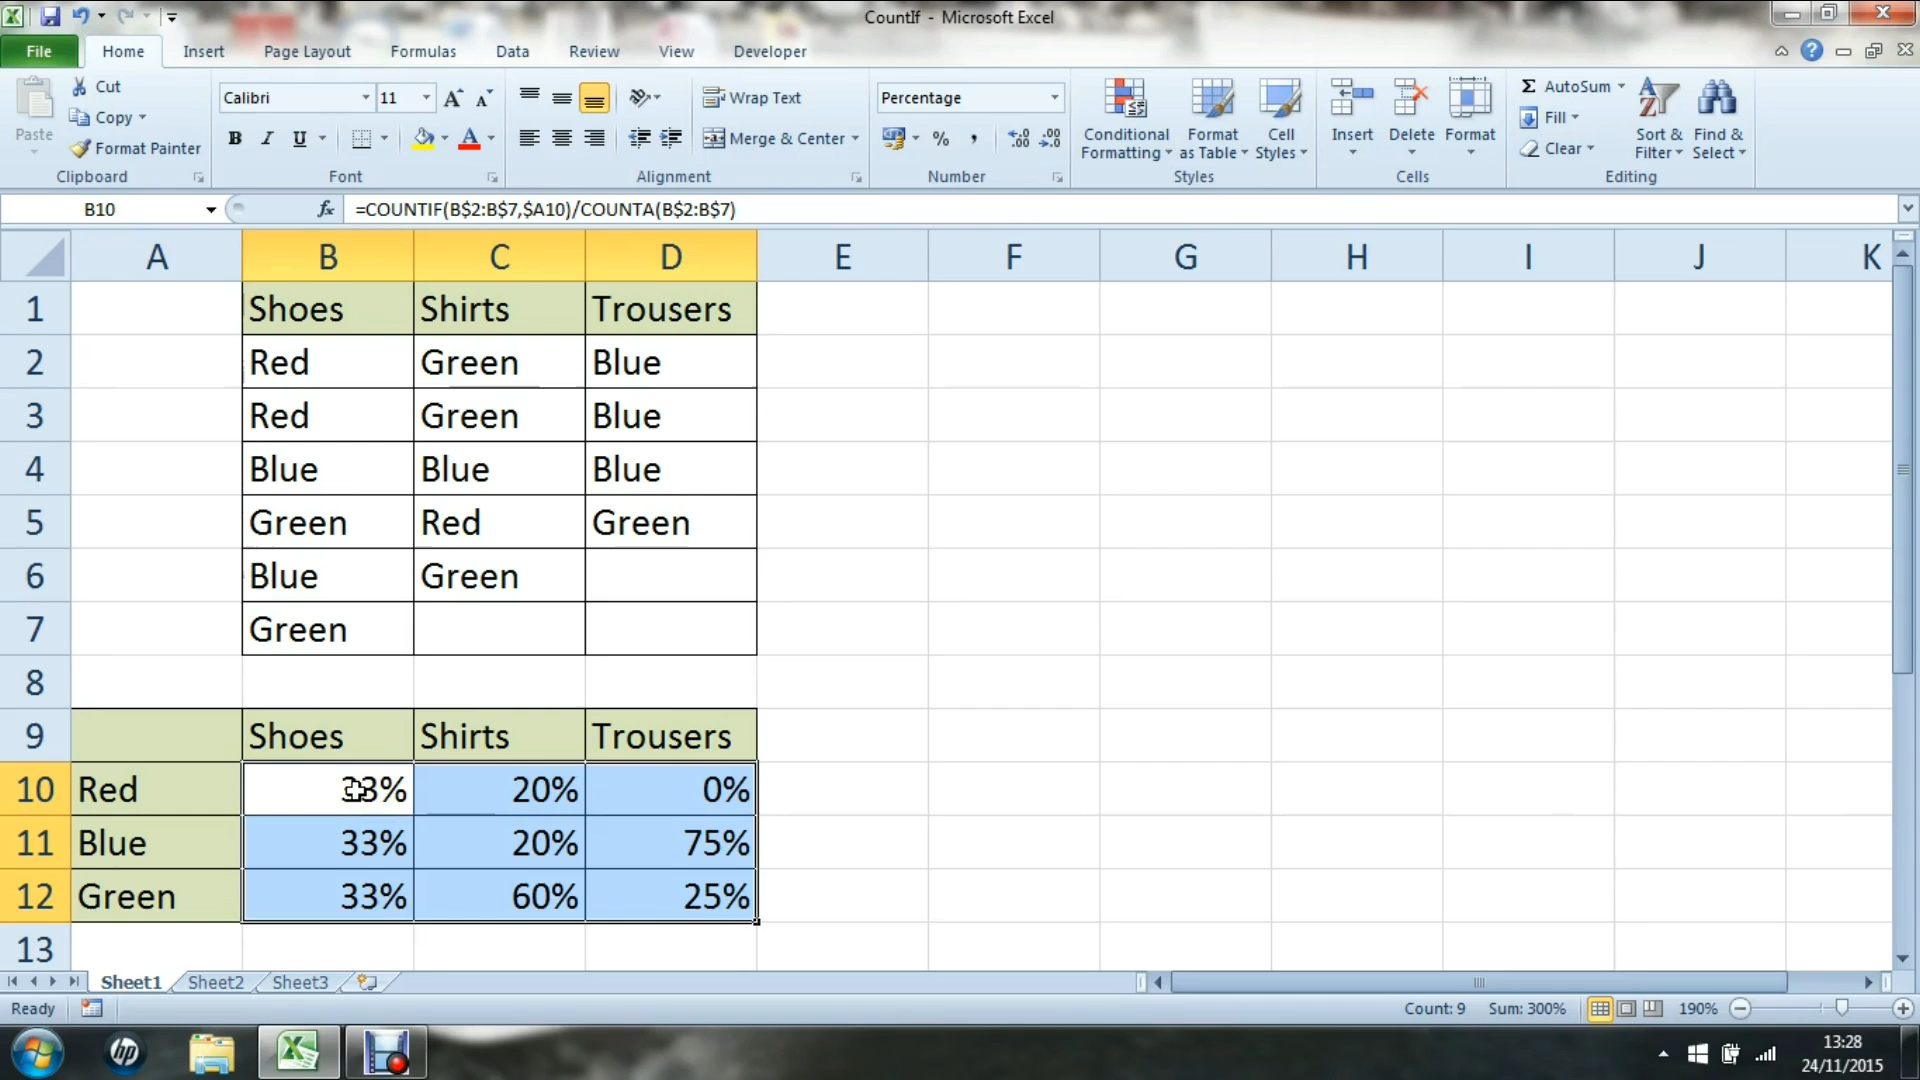 CountIf - Microsoft Excel
File Home Insert Page Layout Formulas Data Review View Developer
Paste
Cut
Copy
Format Painter
Clipboard
Calibri 11
B I U
Font
Wrap Text
Merge & Center
Alignment
Percentage
% ,
Number
Conditional Formatting
Format as Table
Cell Styles
Styles
Insert Delete Format
Cells
AutoSum
Fill
Clear
Sort & Filter
Find & Select
Editing
B10 fx =COUNTIF(B$2:B$7,$A10)/COUNTA(B$2:B$7)
A B C D E F G H I J K
1 Shoes Shirts Trousers
2 Red Green Blue
3 Red Green Blue
4 Blue Blue Blue
5 Green Red Green
6 Blue Green
7 Green
8
9 Shoes Shirts Trousers
10 Red 33% 20% 0%
11 Blue 33% 20% 75%
12 Green 33% 60% 25%
13
Sheet1 Sheet2 Sheet3
Ready Count: 9 Sum: 300% 190%
hp
13:28
24/11/2015